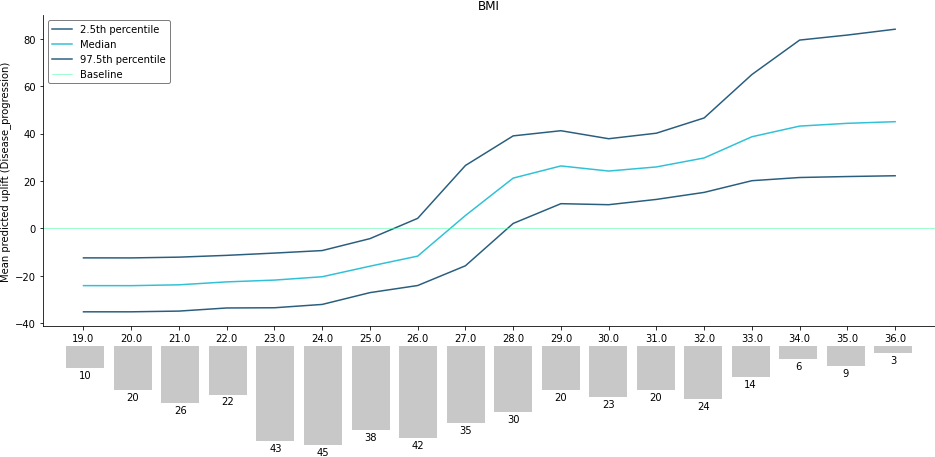 BMI
2.5th percentile
Median
97.5th percentile
Baseline
Mean predicted uplift (Disease_progression)
80
60
40
20
0
−20
−40
19.0 20.0 21.0 22.0 23.0 24.0 25.0 26.0 27.0 28.0 29.0 30.0 31.0 32.0 33.0 34.0 35.0 36.0
10 20 26 22 43 45 38 42 35 30 20 23 20 24 14 6 9 3